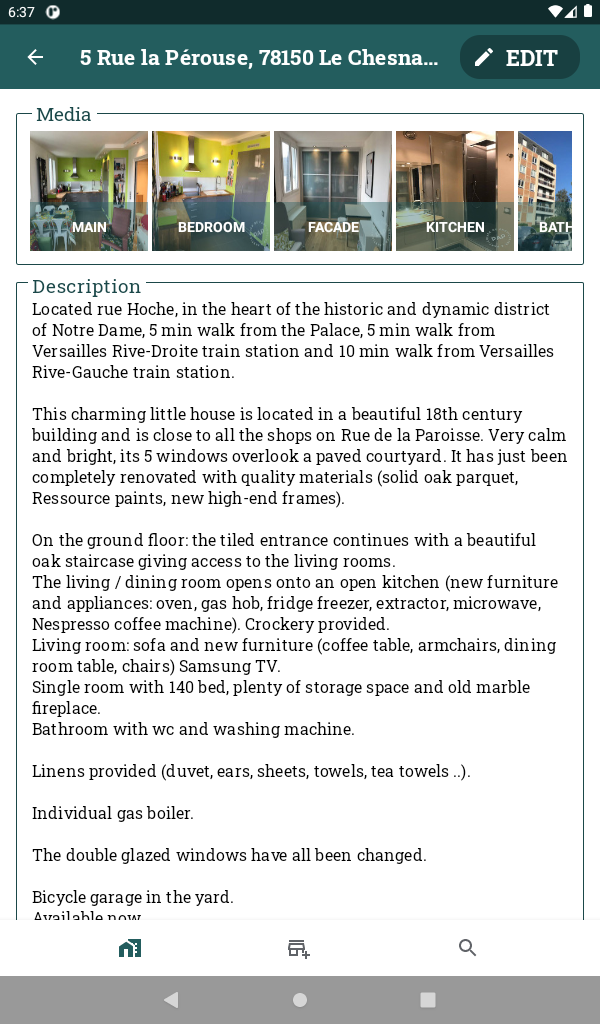 6:37
5 Rue la Pérouse, 78150 Le Chesna...
EDIT
Media
MAIN
BEDROOM
FACADE
KITCHEN
BATH
Description
Located rue Hoche, in the heart of the historic and dynamic district
of Notre Dame, 5 min walk from the Palace, 5 min walk from
Versailles Rive-Droite train station and 10 min walk from Versailles
Rive-Gauche train station.
This charming little house is located in a beautiful 18th century
building and is close to all the shops on Rue de la Paroisse. Very calm
and bright, its 5 windows overlook a paved courtyard. It has just been
completely renovated with quality materials (solid oak parquet,
Ressource paints, new high-end frames).
On the ground floor: the tiled entrance continues with a beautiful
oak staircase giving access to the living rooms.
The living / dining room opens onto an open kitchen (new furniture
and appliances: oven, gas hob, fridge freezer, extractor, microwave,
Nespresso coffee machine). Crockery provided.
Living room: sofa and new furniture (coffee table, armchairs, dining
room table, chairs) Samsung TV.
Single room with 140 bed, plenty of storage space and old marble
fireplace.
Bathroom with wc and washing machine.
Linens provided (duvet, ears, sheets, towels, tea towels ..).
Individual gas boiler.
The double glazed windows have all been changed.
Bicycle garage in the yard.
Available now